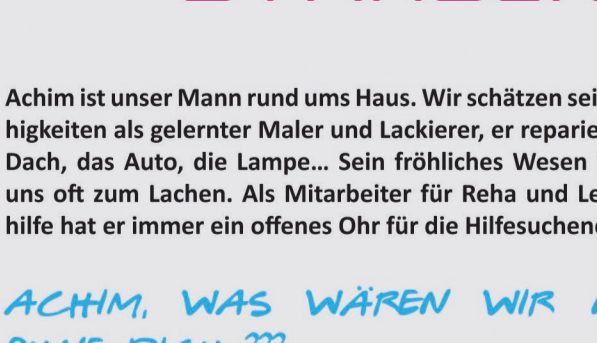 Achim ist unser Mann rund ums Haus. Wir schätzen sei
higkeiten als gelernter Maler und Lackierer, er reparie
Dach, das Auto, die Lampe... Sein fröhliches Wesen
uns oft zum Lachen. Als Mitarbeiter für Reha und Le
hilfe hat er immer ein offenes Ohr für die Hilfesuchen
ACHIM, WAS WÄREN WIR
OHNE DICH ???